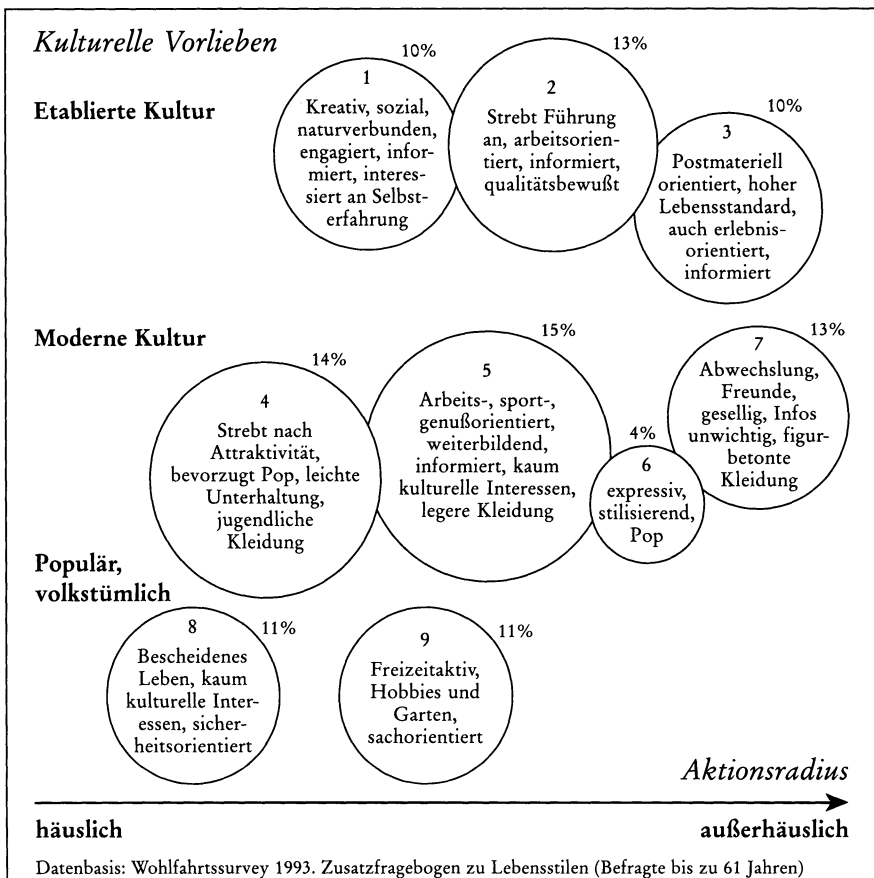 Kulturelle Vorlieben
Etablierte Kultur
10%
1
Kreativ, sozial,
naturverbunden,
engagiert, infor-
miert, interes-
siert an Selbst-
erfahrung
13%
2
Strebt Führung
an, arbeitsorien-
tiert, informiert,
qualitätsbewußt
10%
3
Postmateriell
orientiert, hoher
Lebensstandard,
auch erlebnis-
orientiert,
informiert
Moderne Kultur
14%
4
Strebt nach
Attraktivität,
bevorzugt Pop, leichte
Unterhaltung,
jugendliche
Kleidung
15%
5
Arbeits-, sport-,
genußorientiert,
weiterbildend,
informiert, kaum
kulturelle Interessen,
legere Kleidung
4%
6
expressiv,
stilisierend,
Pop
13%
7
Abwechslung,
Freunde,
gesellig, Infos
unwichtig, figur-
betonte
Kleidung
Populär,
volkstümlich
11%
8
Bescheidenes
Leben, kaum
kulturelle Inter-
essen, sicher-
heitsorientiert
11%
9
Freizeitaktiv,
Hobbies und
Garten,
sachorientiert
Aktionsradius
häuslich
außerhäuslich
Datenbasis: Wohlfahrtssurvey 1993. Zusatzfragebogen zu Lebensstilen (Befragte bis zu 61 Jahren)